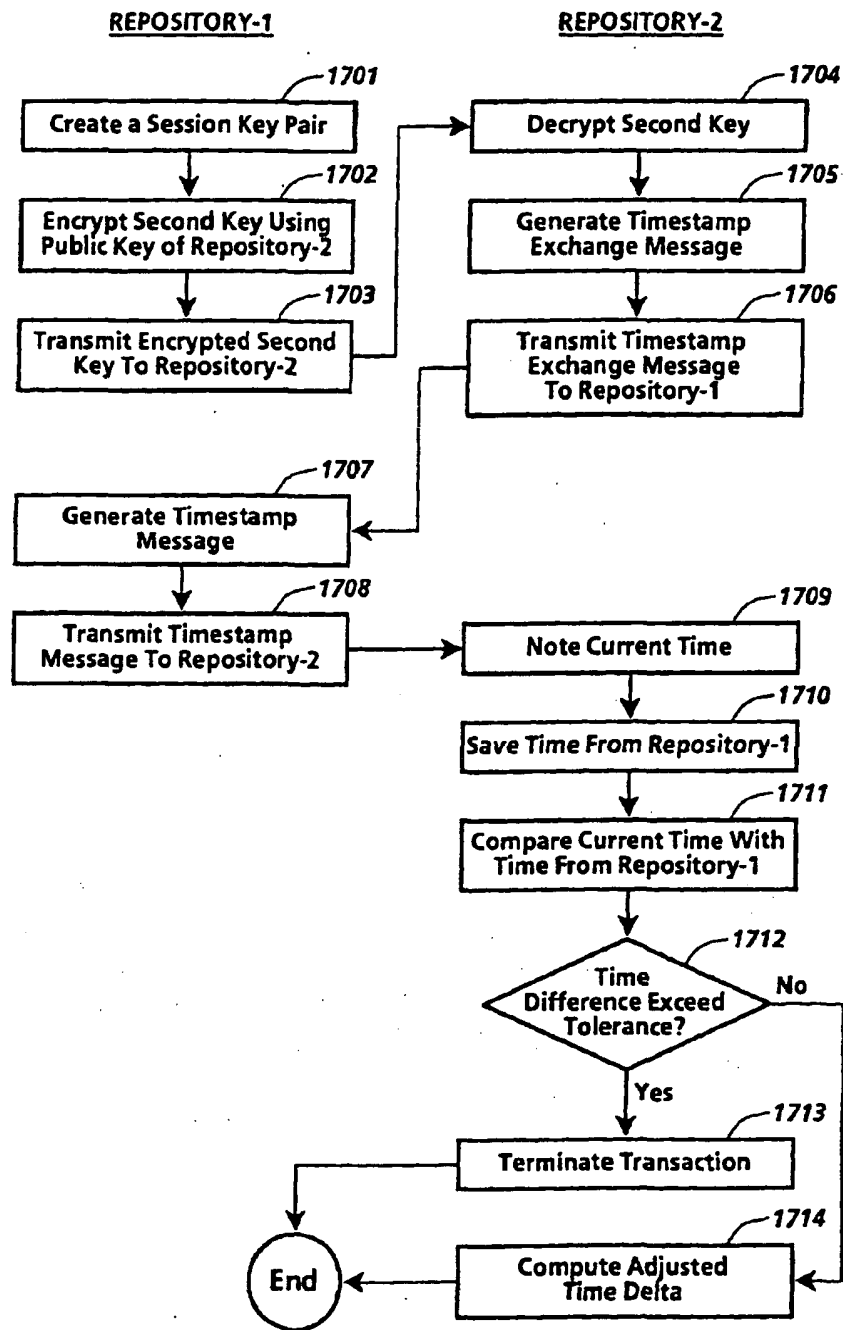 REPOSITORY-1
REPOSITORY-2
1701
Create a Session Key Pair
1702
Encrypt Second Key Using
Public Key of Repository-2
1703
Transmit Encrypted Second
Key To Repository-2
1704
Decrypt Second Key
1705
Generate Timestamp
Exchange Message
1706
Transmit Timestamp
Exchange Message
To Repository-1
1707
Generate Timestamp
Message
1708
Transmit Timestamp
Message To Repository-2
1709
Note Current Time
1710
Save Time From Repository-1
1711
Compare Current Time With
Time From Repository-1
1712
Time
Difference Exceed
Tolerance?
No
Yes
1713
Terminate Transaction
1714
Compute Adjusted
Time Delta
End